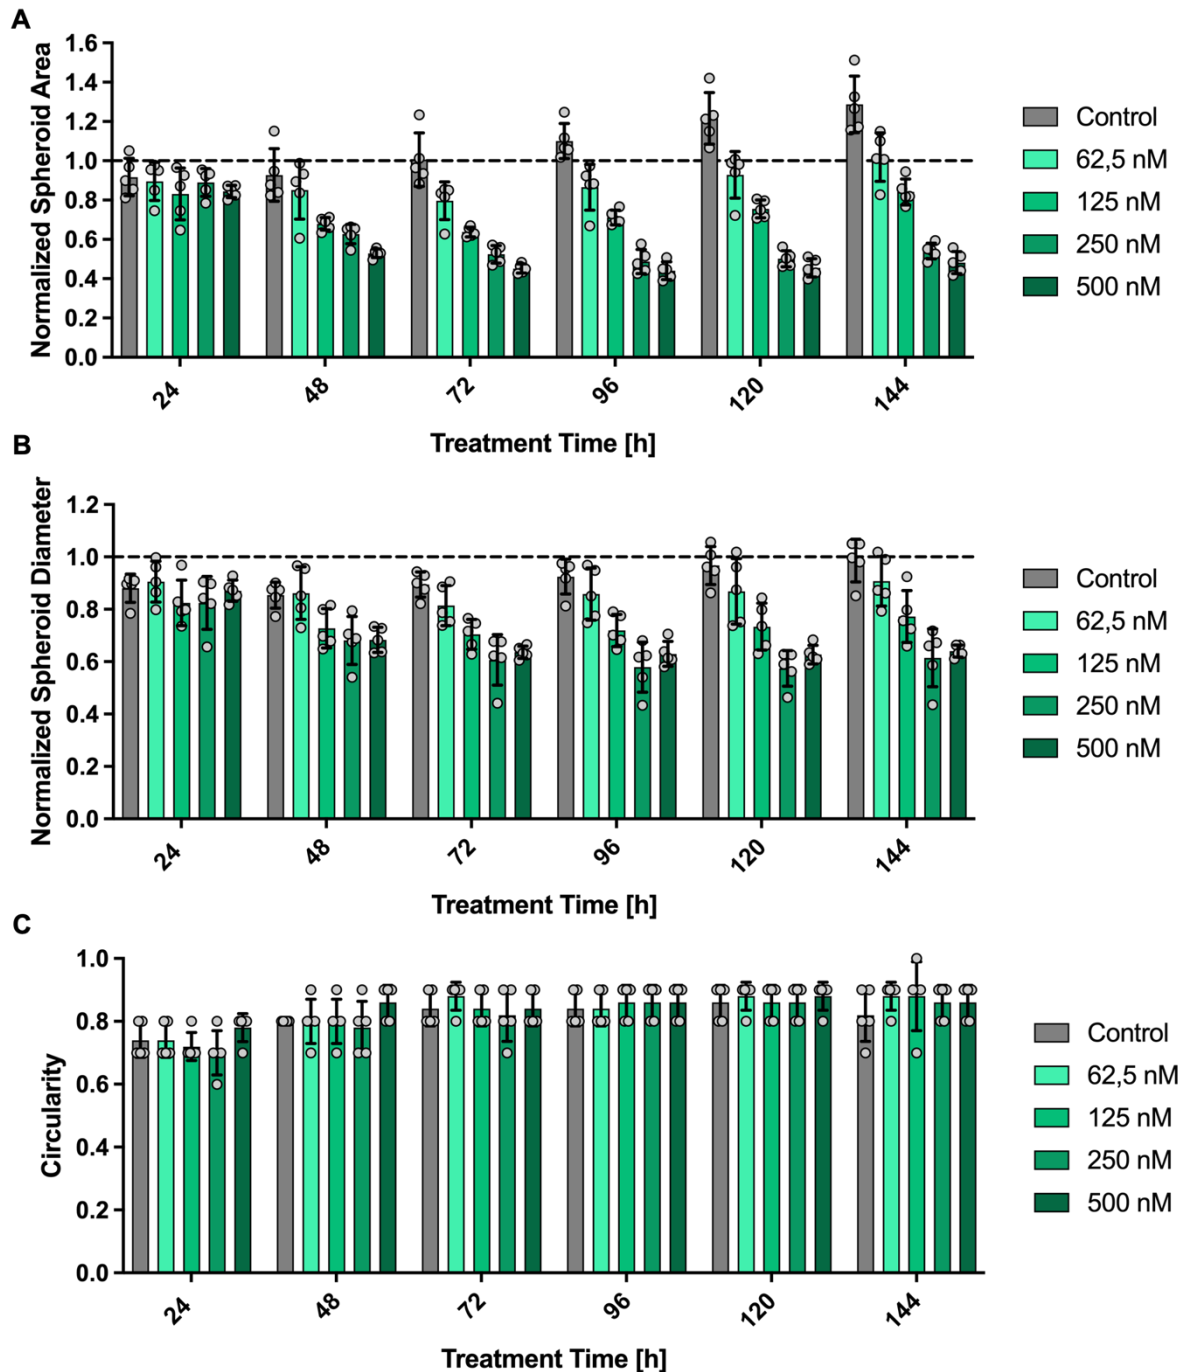 A
Normalized Spheroid Area
1.6
1.4
1.2
1.0
0.8
0.6
0.4
0.2
0.0
24 48 72 96 120 144
Treatment Time [h]
Control
62,5 nM
125 nM
250 nM
500 nM
B
Normalized Spheroid Diameter
1.2
1.0
0.8
0.6
0.4
0.2
0.0
24 48 72 96 120 144
Treatment Time [h]
Control
62,5 nM
125 nM
250 nM
500 nM
C
Circularity
1.0
0.8
0.6
0.4
0.2
0.0
24 48 72 96 120 144
Treatment Time [h]
Control
62,5 nM
125 nM
250 nM
500 nM